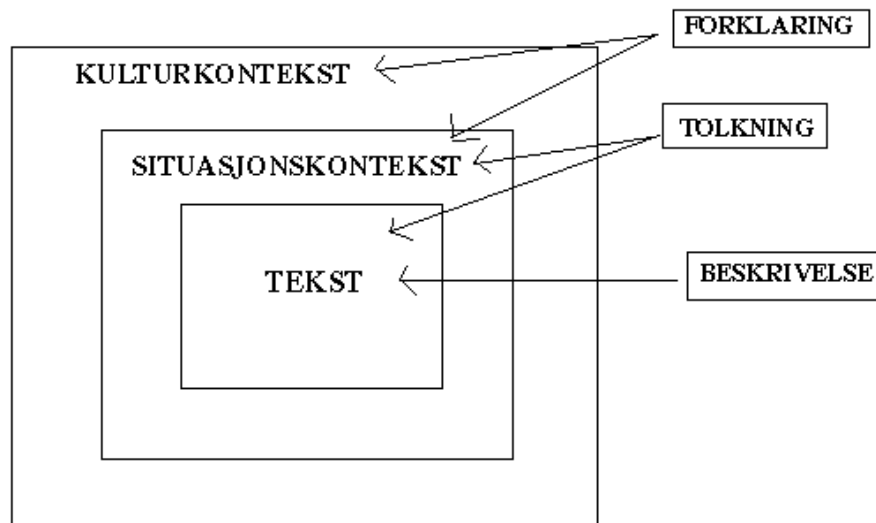 FORKLARING
KULTURKONTEKST
TOLKNING
SITUASJONSKONTEKST
TEKST
BESKRIVELSE